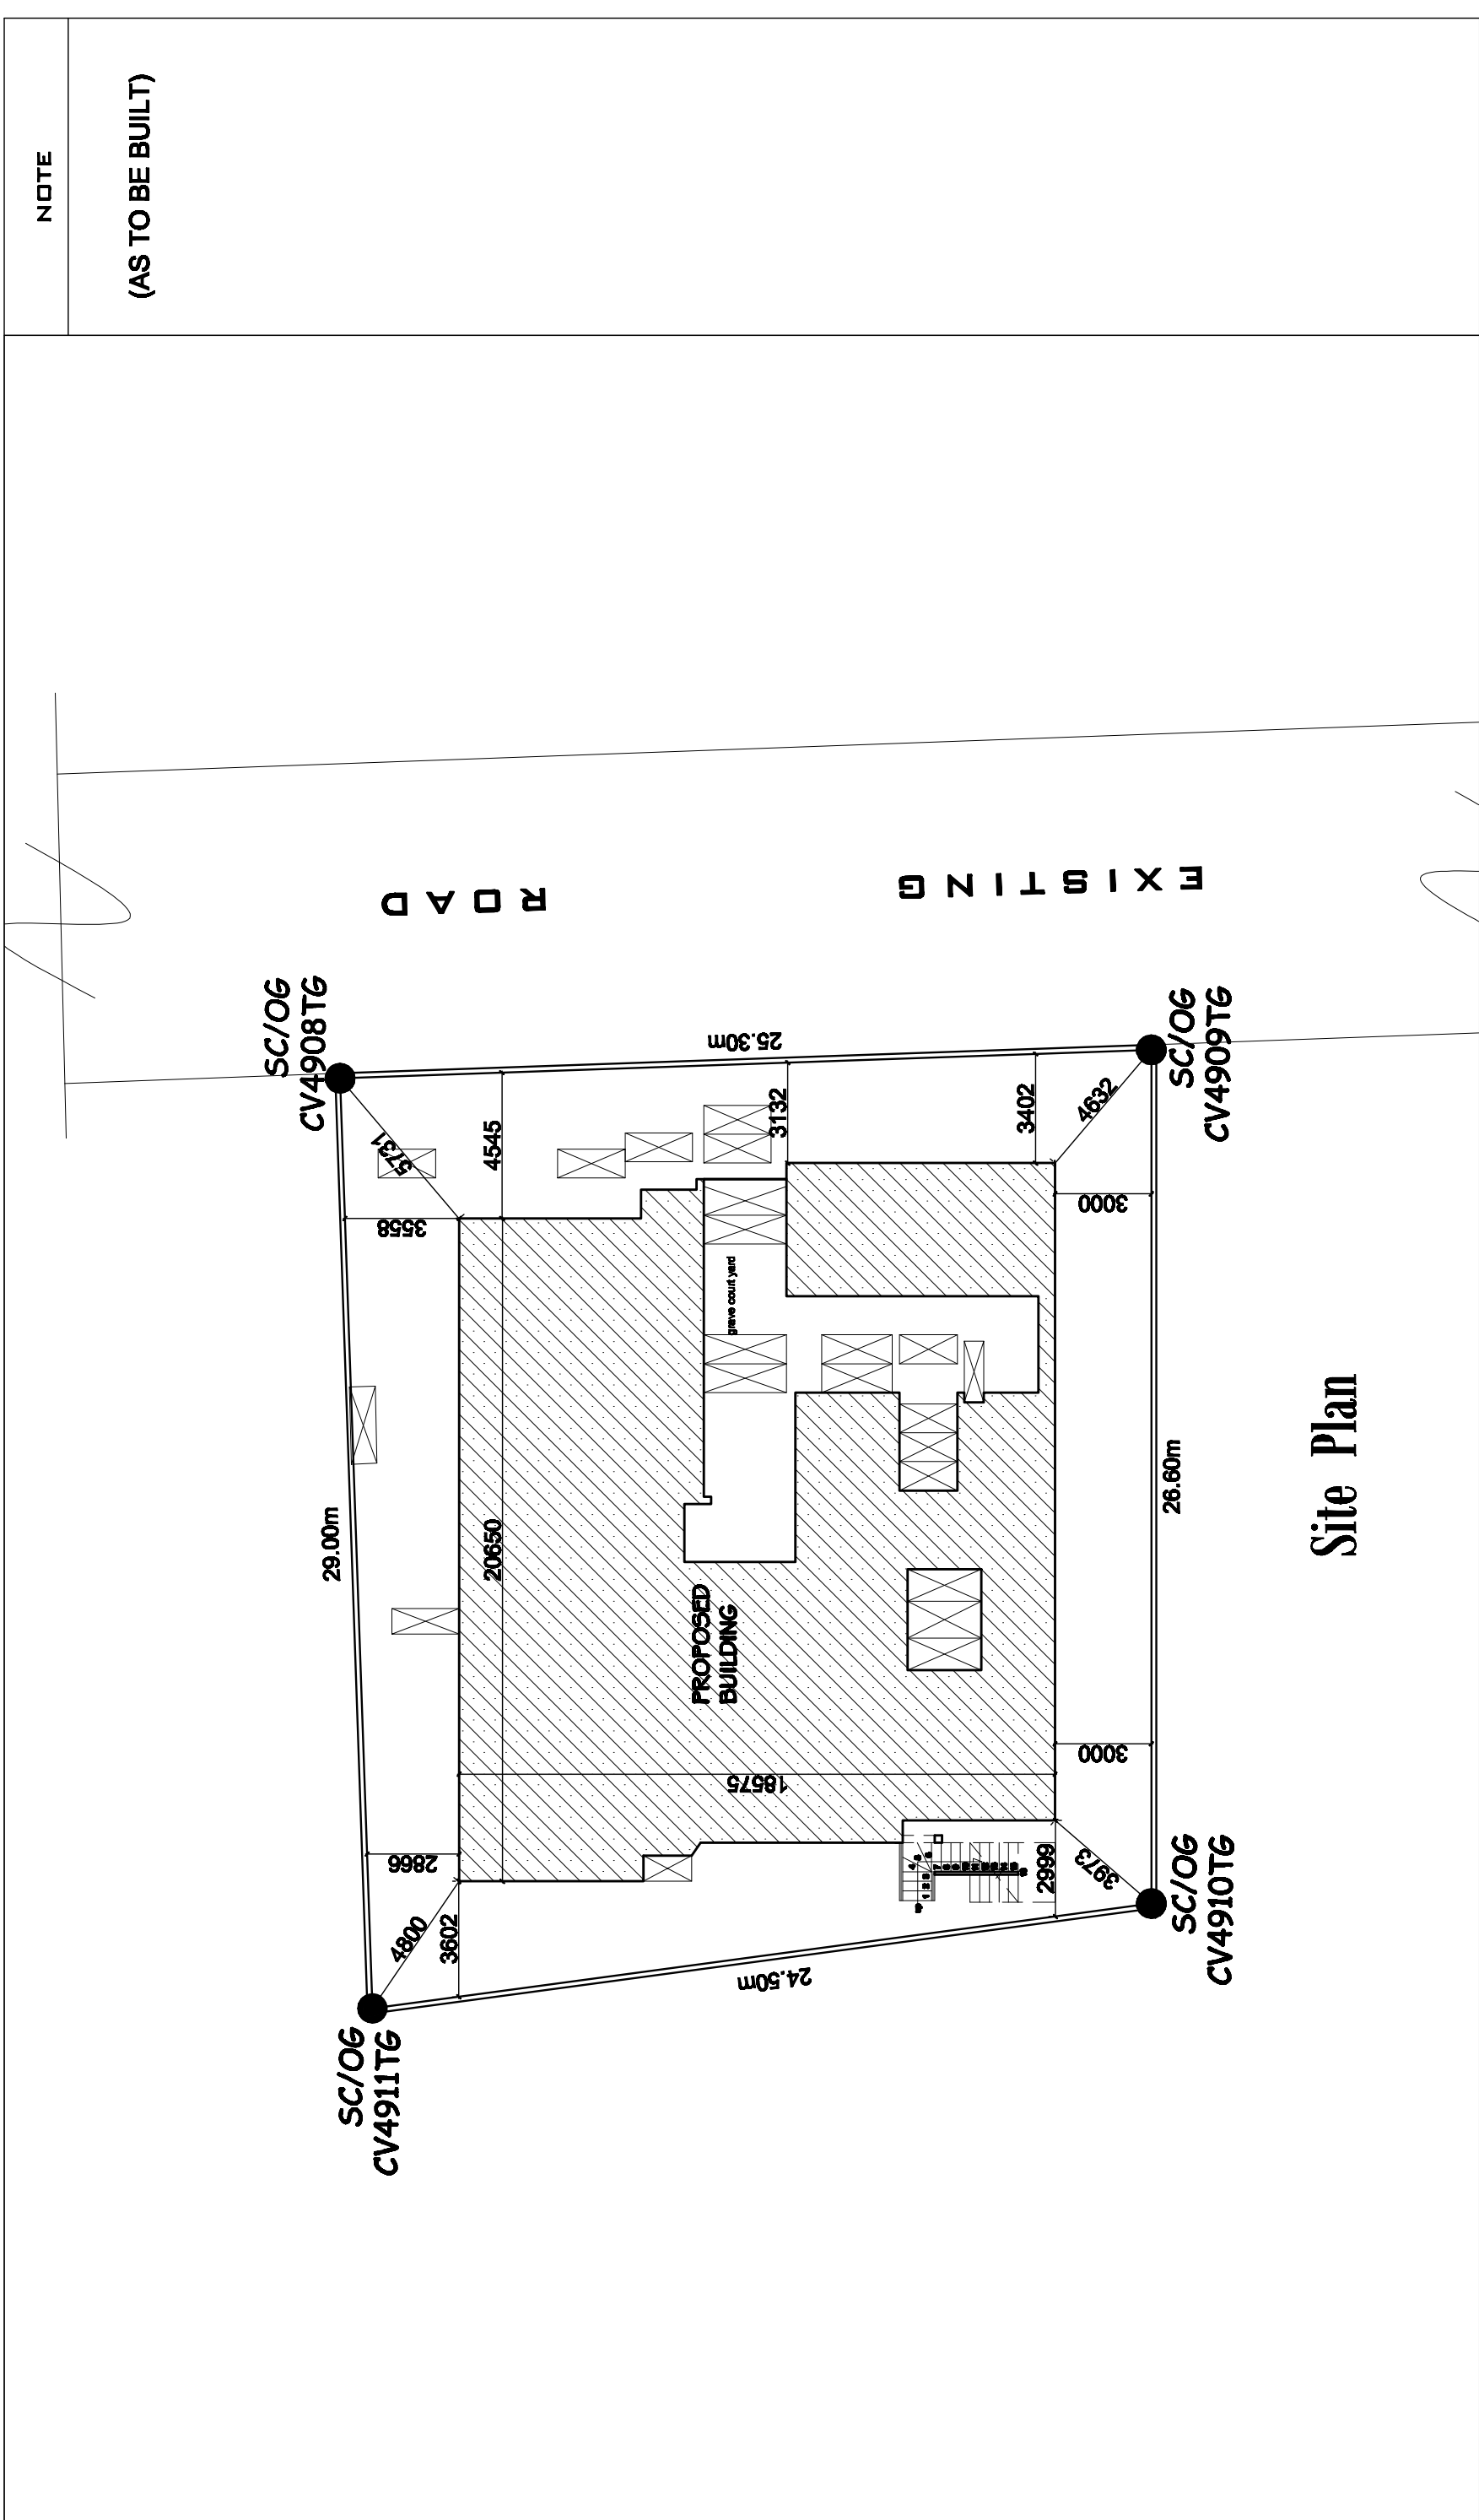 NOTE
(AS TO BE BUILT)
EXISTING
ROAD
SC/OG
CV4908TG
25.30m
SC/OG
CV4909TG
5731
4545
3132
3402
4632
3558
3000
grave court yard
29.00m
20650
26.60m
PROPOSED
BUILDING
18575
3000
2866
2999
3973
4800
3602
24.50m
SC/OG
CV4910TG
SC/OG
CV4911TG
Site Plan